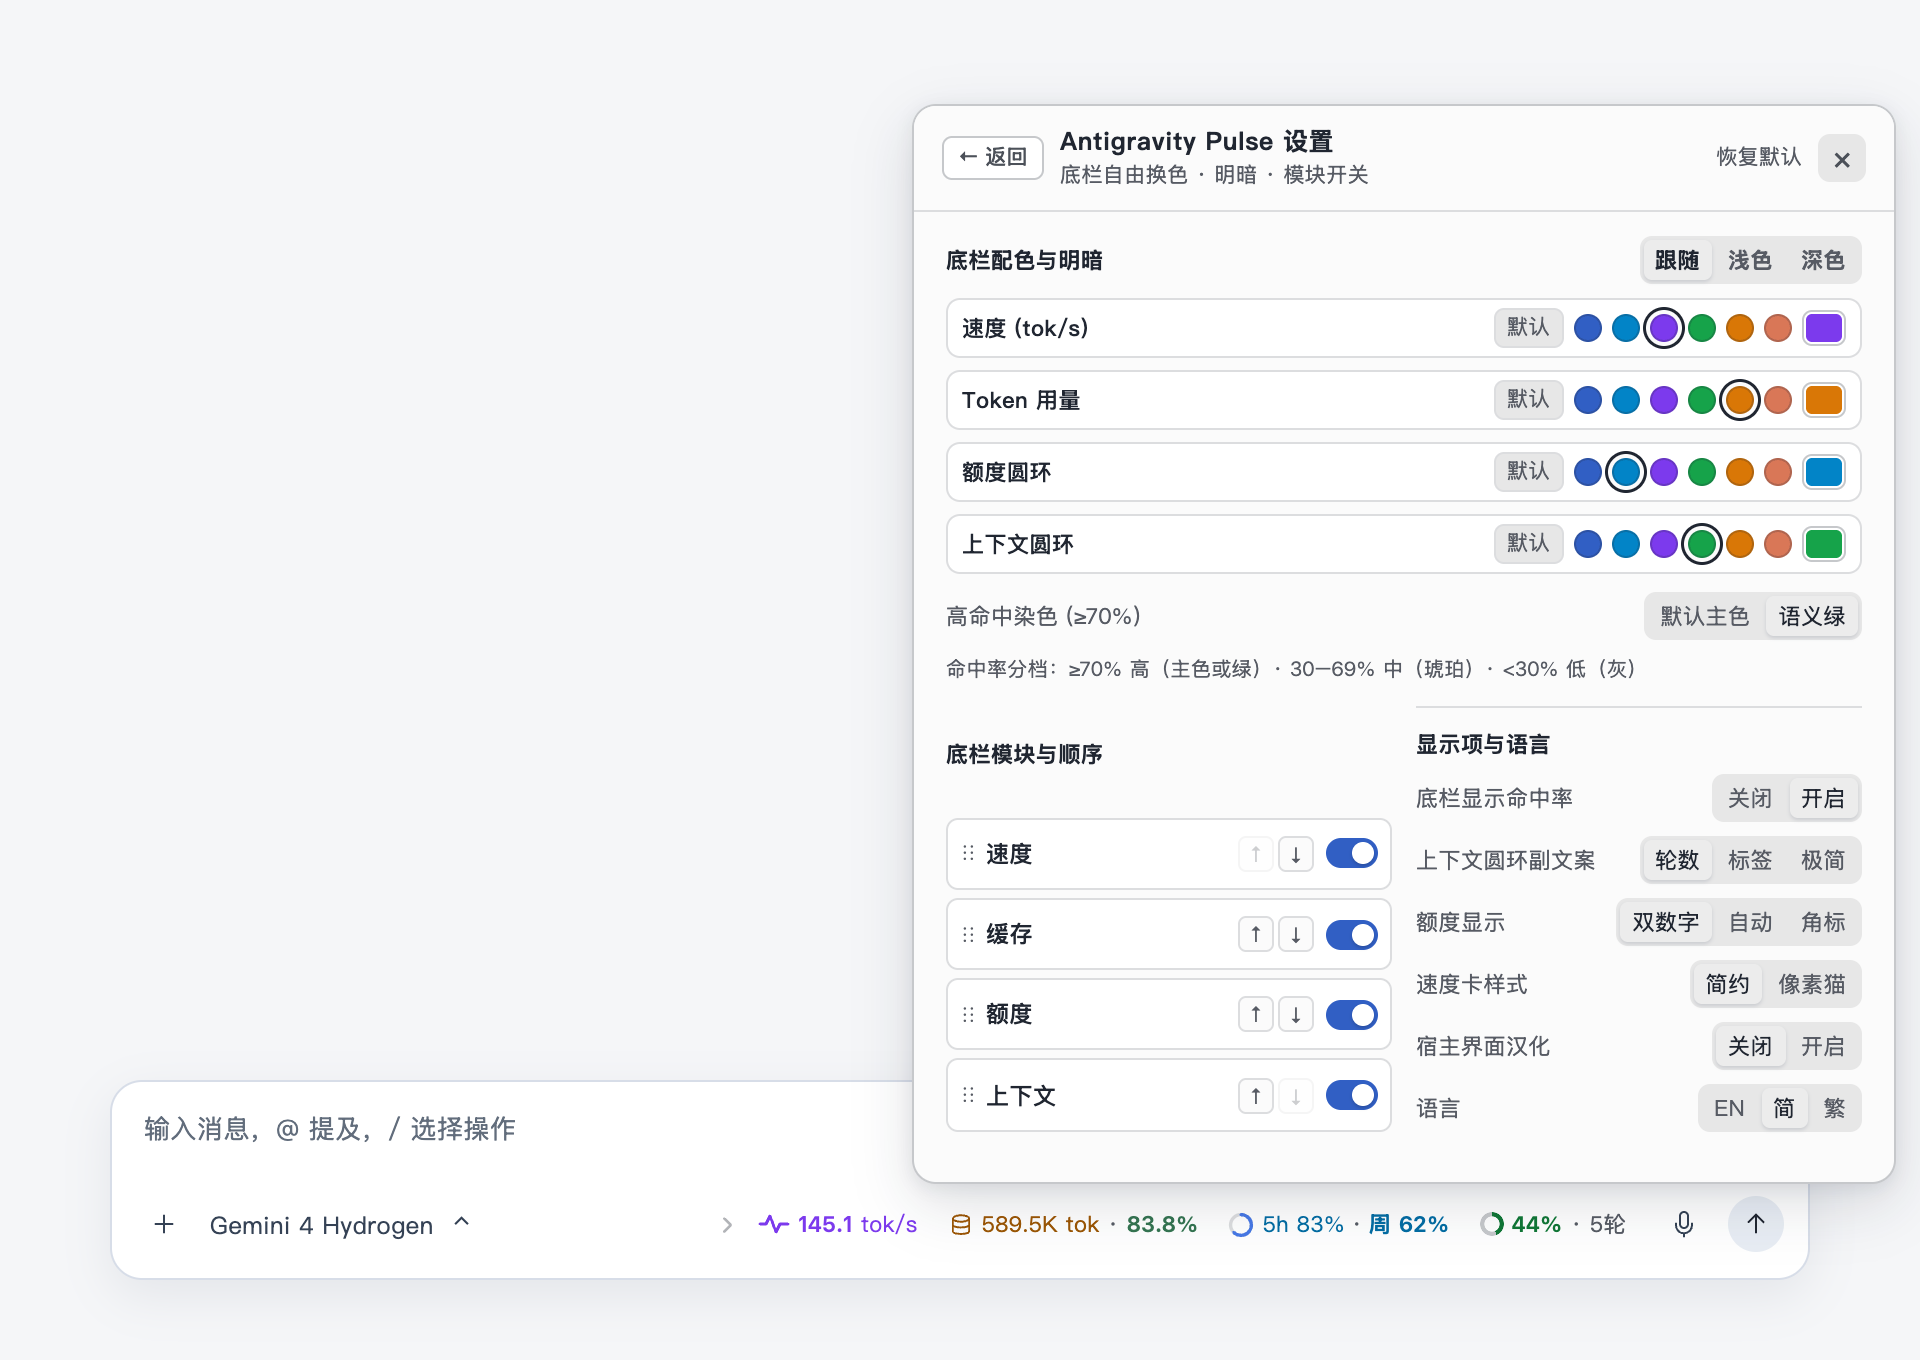 ← 返回
Antigravity Pulse 设置
底栏自由换色 · 明暗 · 模块开关
恢复默认
×
底栏配色与明暗
跟随 浅色 深色
速度 (tok/s) 默认
Token 用量 默认
额度圆环 默认
上下文圆环 默认
高命中染色 (≥70%) 默认主色 语义绿
命中率分档：≥70% 高（主色或绿）· 30–69% 中（琥珀）· <30% 低（灰）
底栏模块与顺序
速度 ↑ ↓
缓存 ↑ ↓
额度 ↑ ↓
上下文 ↑ ↓
显示项与语言
底栏显示命中率 关闭 开启
上下文圆环副文案 轮数 标签 极简
额度显示 双数字 自动 角标
速度卡样式 简约 像素猫
宿主界面汉化 关闭 开启
语言 EN 简 繁
输入消息，@ 提及，/ 选择操作
Gemini 4 Hydrogen
145.1 tok/s 589.5K tok · 83.8% 5h 83% · 周 62% 44% · 5轮